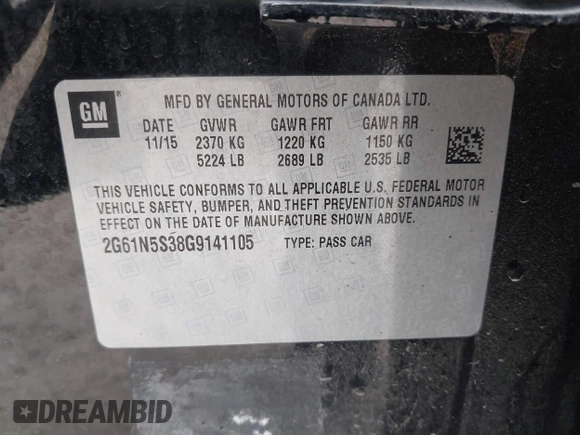 GM
MFD BY GENERAL MOTORS OF CANADA LTD.
DATE GVWR GAWR FRT GAWR RR
11/15 2370 KG 1220 KG 1150 KG
5224 LB 2689 LB 2535 LB
THIS VEHICLE CONFORMS TO ALL APPLICABLE U.S. FEDERAL MOTOR
VEHICLE SAFETY, BUMPER, AND THEFT PREVENTION STANDARDS IN
EFFECT ON THE DATE OF MANUFACTURE SHOWN ABOVE.
2G61N5S38G9141105 TYPE: PASS CAR
DREAMBID